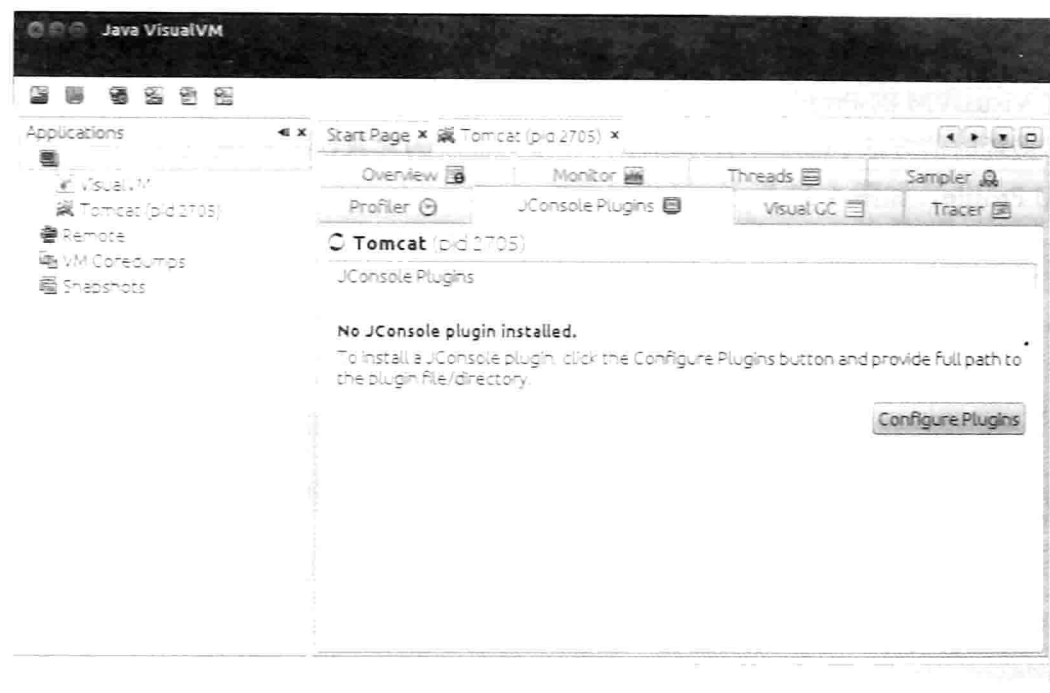 Java VisualVM
Applications
VisualVM
Tomcat (pid 2705)
Remote
VM Coredumps
Snapshots
Start Page
Tomcat (pid 2705)
Overview
Monitor
Threads
Sampler
Profiler
JConsole Plugins
Visual GC
Tracer
Tomcat (pid 2705)
JConsole Plugins
No JConsole plugin installed.
To install a JConsole plugin, click the Configure Plugins button and provide full path to
the plugin file/directory.
Configure Plugins